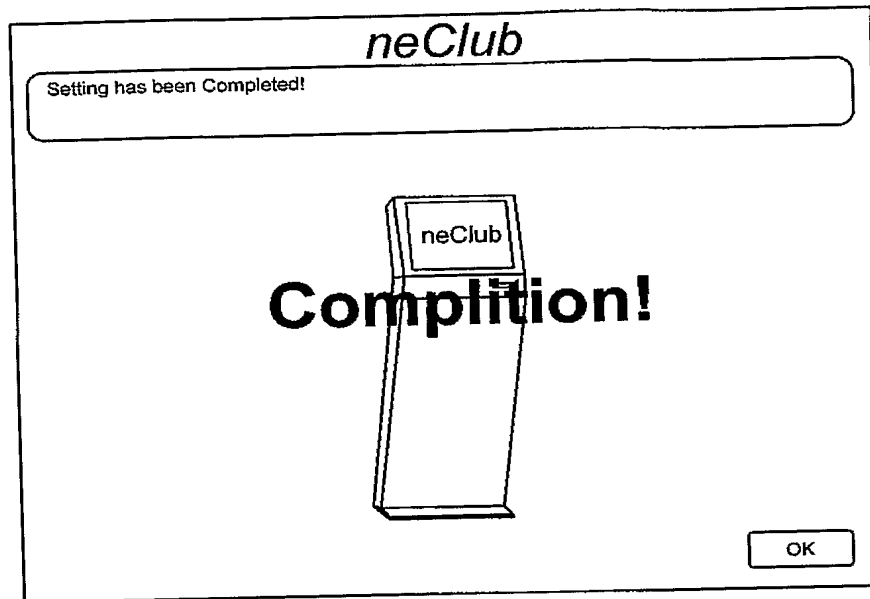 neClub
Setting has been Completed!
neClub
Complition!
OK